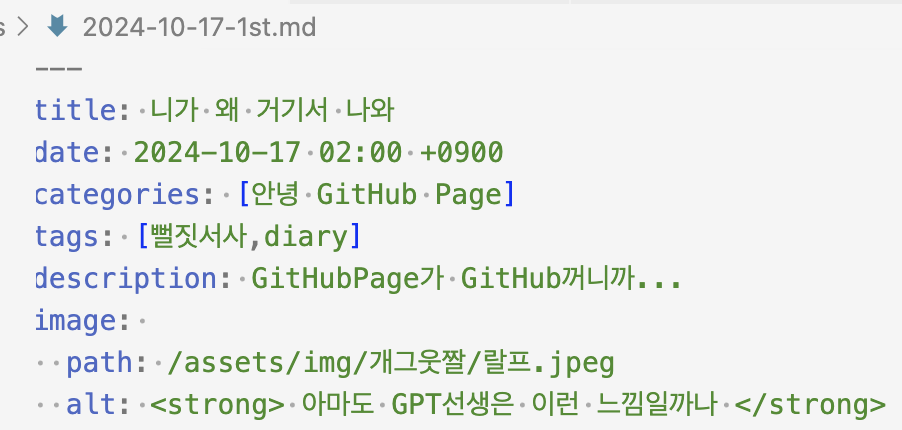 s > 2024-10-17-1st.md
---
title: 니가 왜 거기서 나와
date: 2024-10-17 02:00 +0900
categories: [안녕 GitHub Page]
tags: [뻘짓서사,diary]
description: GitHubPage가 GitHub꺼니까...
image:
path: /assets/img/개그웃짤/랄프.jpeg
alt: <strong> 아마도 GPT선생은 이런 느낌일까나 </strong>